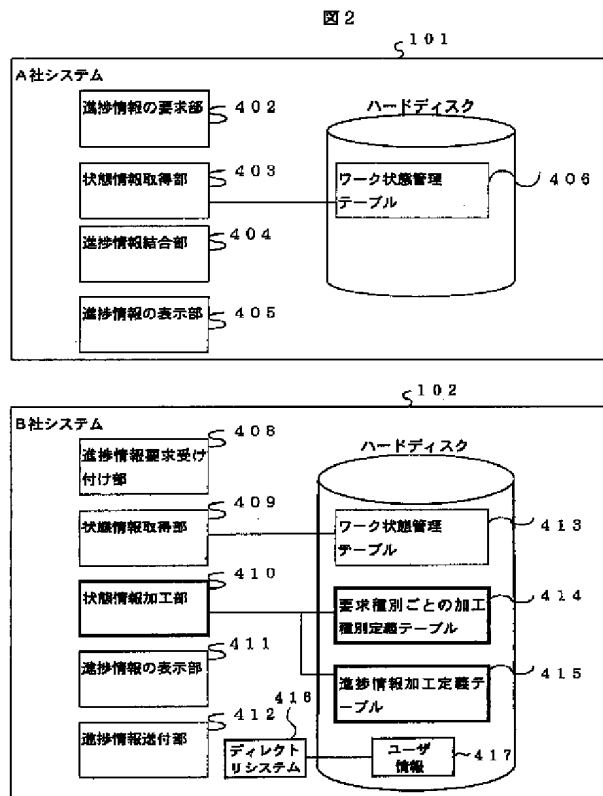 図2
101
A社システム
進捗情報の要求部
402
ハードディスク
状態情報取得部
403
ワーク状態管理
テーブル
406
進捗情報結合部
404
進捗情報の表示部
405
102
B社システム
進捗情報要求受け
付け部
408
ハードディスク
状態情報取得部
409
ワーク状態管理
テーブル
413
状態情報加工部
410
要求種別ごとの加工
種別定義テーブル
414
進捗情報の表示部
411
進捗情報加工定義テ
ーブル
415
進捗情報送付部
412
416
ディレクト
リシステム
ユーザ
情報
417